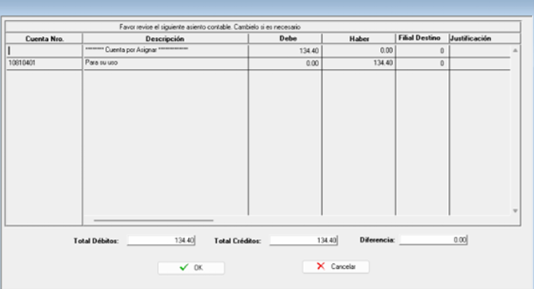 Favor revise el siguiente asiento contable. Cambielo si es necesario
Cuenta Nro. Descripción Debe Haber Filial Destino Justificación
******** Cuenta por Asignar ************** 134.40 0.00 0
10810401 Para su uso 0.00 134.40 0
Total Débitos: 134.40 Total Créditos: 134.40 Diferencia: 0.00
OK Cancelar